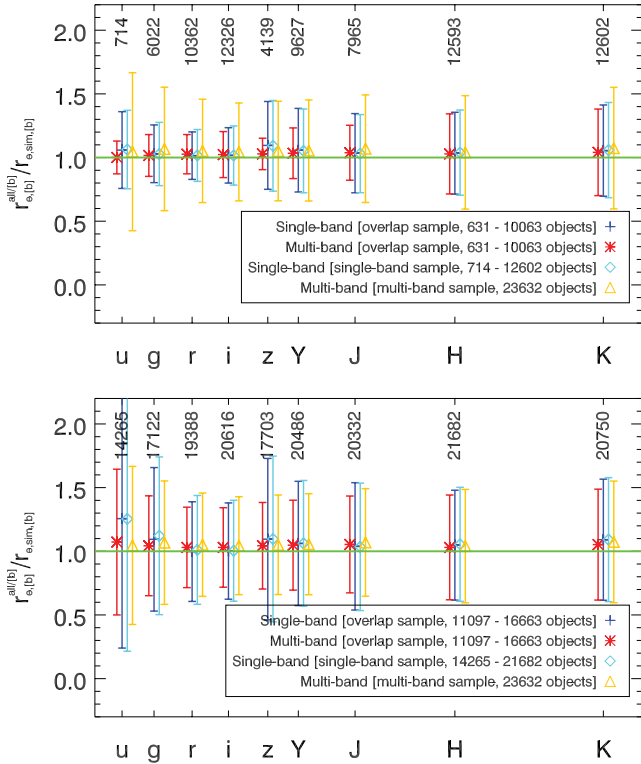 714 6022 10362 12326 4139 9627 7965 12593 12602
2.0
1.5
1.0
0.5
0.0
r_{e,[b]}^{all/[b]}/r_{e,sim,[b]}
Single-band [overlap sample, 631 - 10063 objects]
Multi-band [overlap sample, 631 - 10063 objects]
Single-band [single-band sample, 714 - 12602 objects]
Multi-band [multi-band sample, 23632 objects]
u g r i z Y J H K
14265 17122 19388 20616 17703 20486 20332 21682 20750
2.0
1.5
1.0
0.5
0.0
r_{e,[b]}^{all/[b]}/r_{e,sim,[b]}
Single-band [overlap sample, 11097 - 16663 objects]
Multi-band [overlap sample, 11097 - 16663 objects]
Single-band [single-band sample, 14265 - 21682 objects]
Multi-band [multi-band sample, 23632 objects]
u g r i z Y J H K